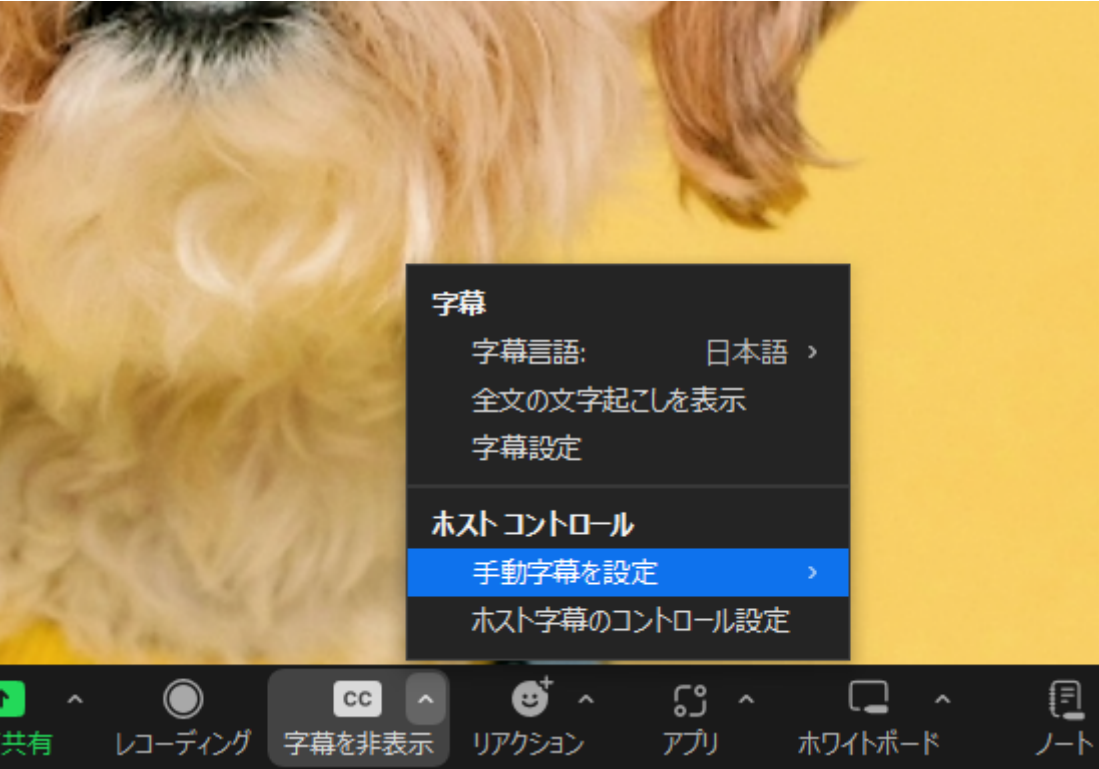 字幕
字幕言語: 日本語 >
全文の文字起こしを表示
字幕設定
ホスト コントロール
手動字幕を設定 >
ホスト字幕のコントロール設定
CC
共有 レコーディング 字幕を非表示 リアクション アプリ ホワイトボード ノート